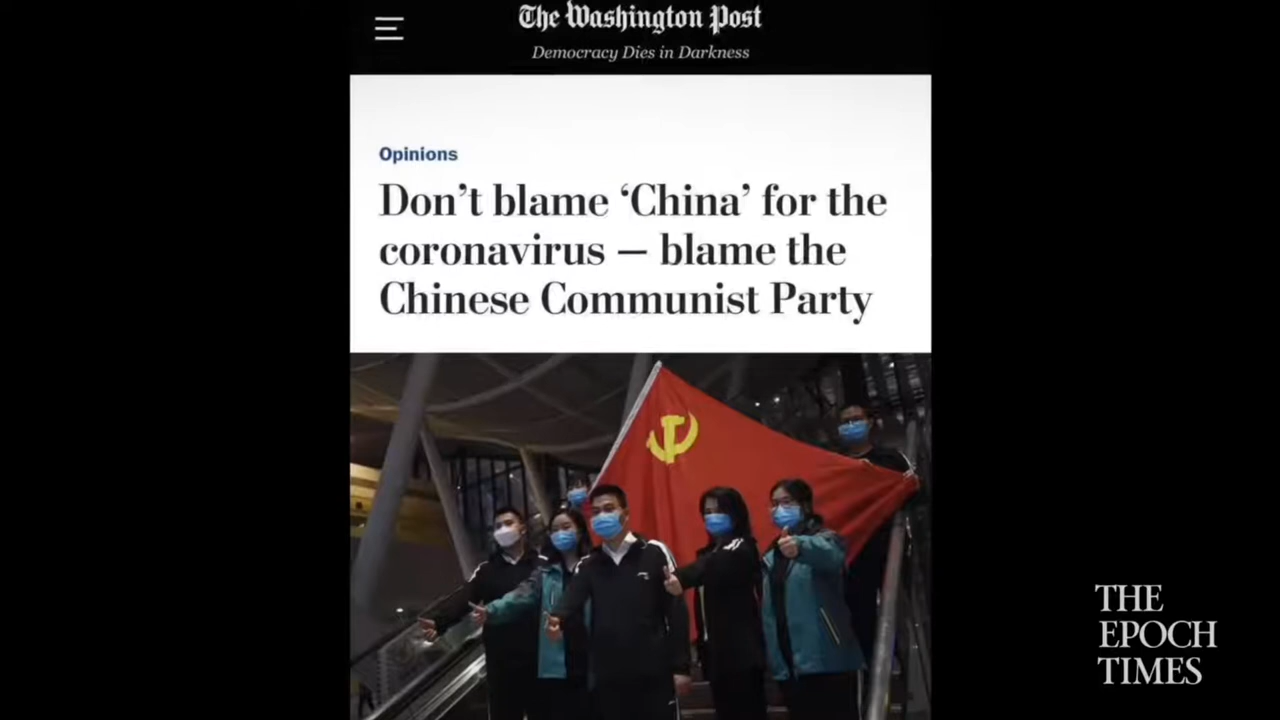 The Washington Post
Democracy Dies in Darkness
Opinions
Don’t blame ‘China’ for the
coronavirus — blame the
Chinese Communist Party
THE
EPOCH
TIMES